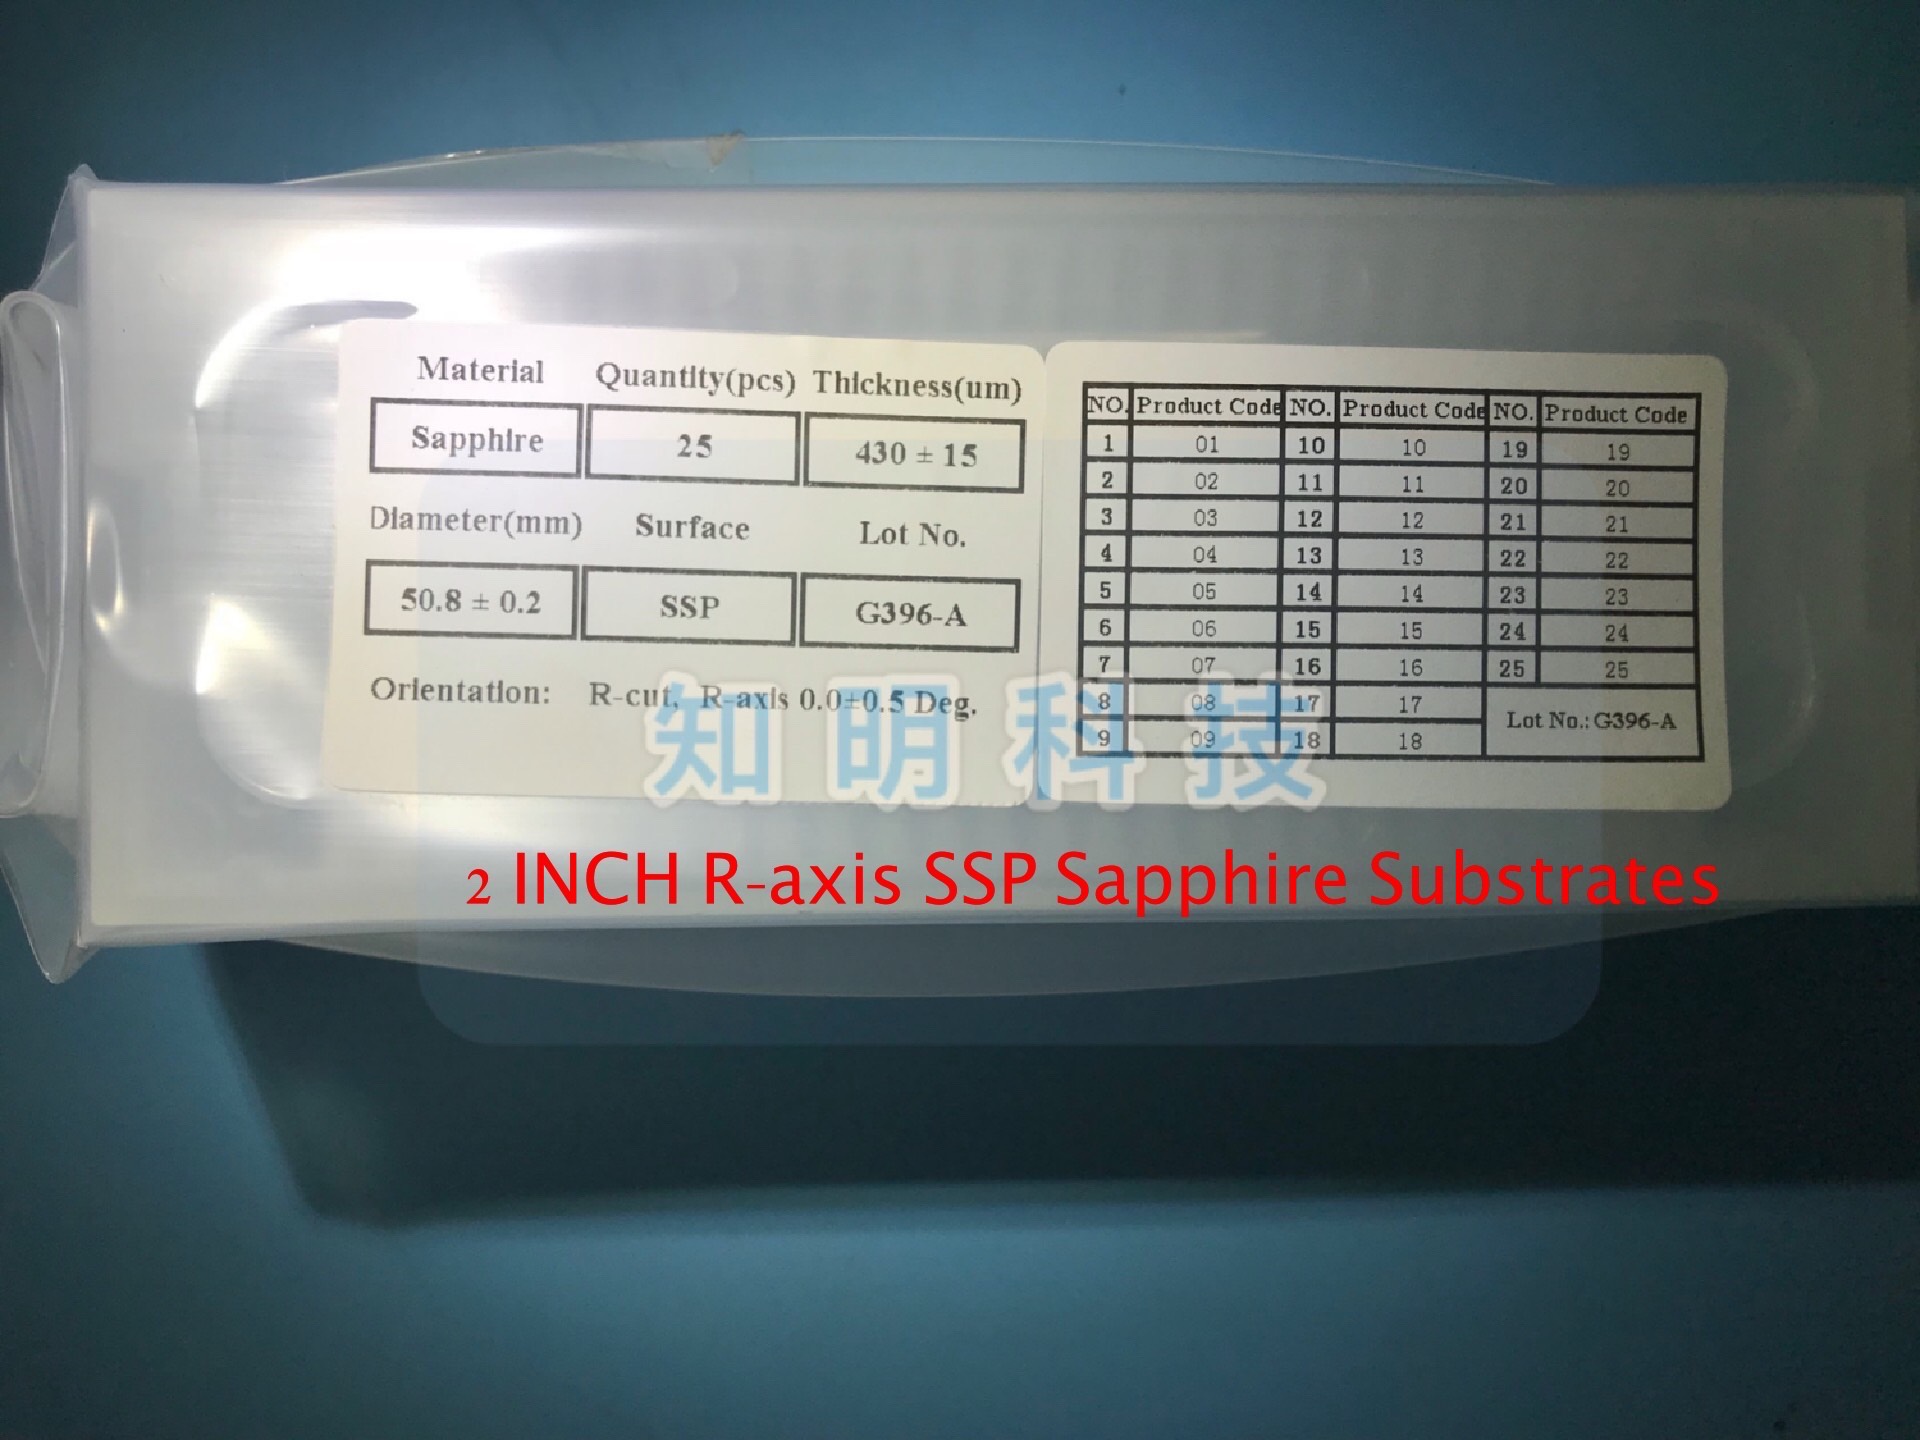 Material Quantity(pcs) Thickness(um)
Sapphire 25 430 ± 15
Diameter(mm) Surface Lot No.
50.8 ± 0.2 SSP G396-A
Orientation: R-cut, R-axis 0.0±0.5 Deg.
NO. Product Code NO. Product Code NO. Product Code
1 01 10 10 19 19
2 02 11 11 20 20
3 03 12 12 21 21
4 04 13 13 22 22
5 05 14 14 23 23
6 06 15 15 24 24
7 07 16 16 25 25
8 08 17 17 Lot No.: G396-A
9 09 18 18
知明科技
2 INCH R-axis SSP Sapphire Substrates